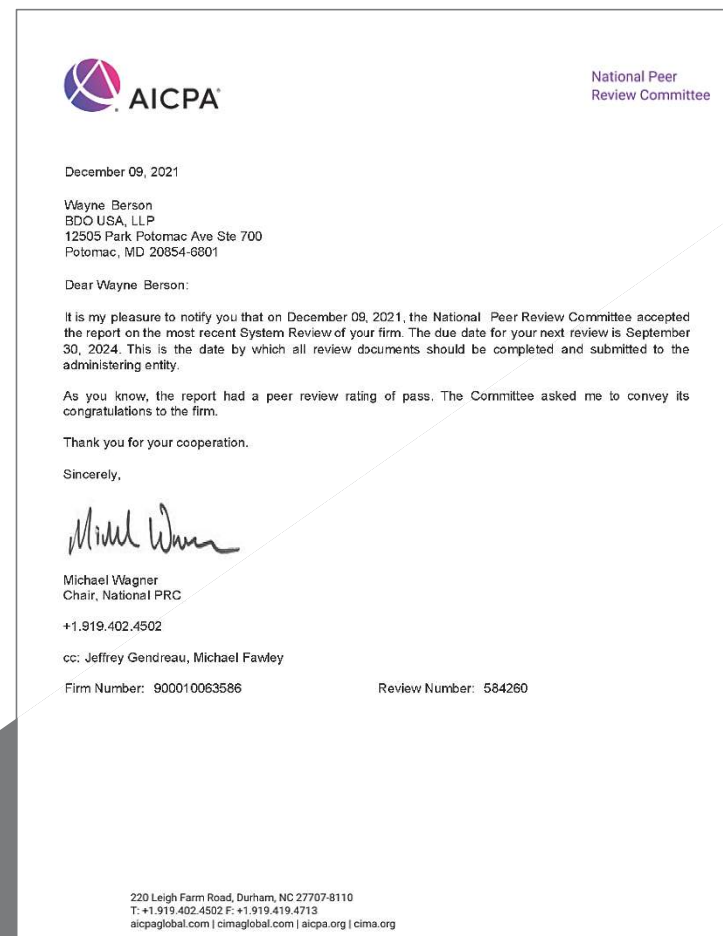 AICPA
National Peer
Review Committee
December 09, 2021
Wayne Berson
BDO USA, LLP
12505 Park Potomac Ave Ste 700
Potomac, MD 20854-6801
Dear Wayne Berson:
It is my pleasure to notify you that on December 09, 2021, the National Peer Review Committee accepted
the report on the most recent System Review of your firm. The due date for your next review is September
30, 2024. This is the date by which all review documents should be completed and submitted to the
administering entity.
As you know, the report had a peer review rating of pass. The Committee asked me to convey its
congratulations to the firm.
Thank you for your cooperation.
Sincerely,
Michael Wagner
Chair, National PRC
+1.919.402.4502
cc: Jeffrey Gendreau, Michael Fawley
Firm Number: 900010063586 Review Number: 584260
220 Leigh Farm Road, Durham, NC 27707-8110
T: +1.919.402.4502 F: +1.919.419.4713
aicpaglobal.com | cimaglobal.com | aicpa.org | cima.org